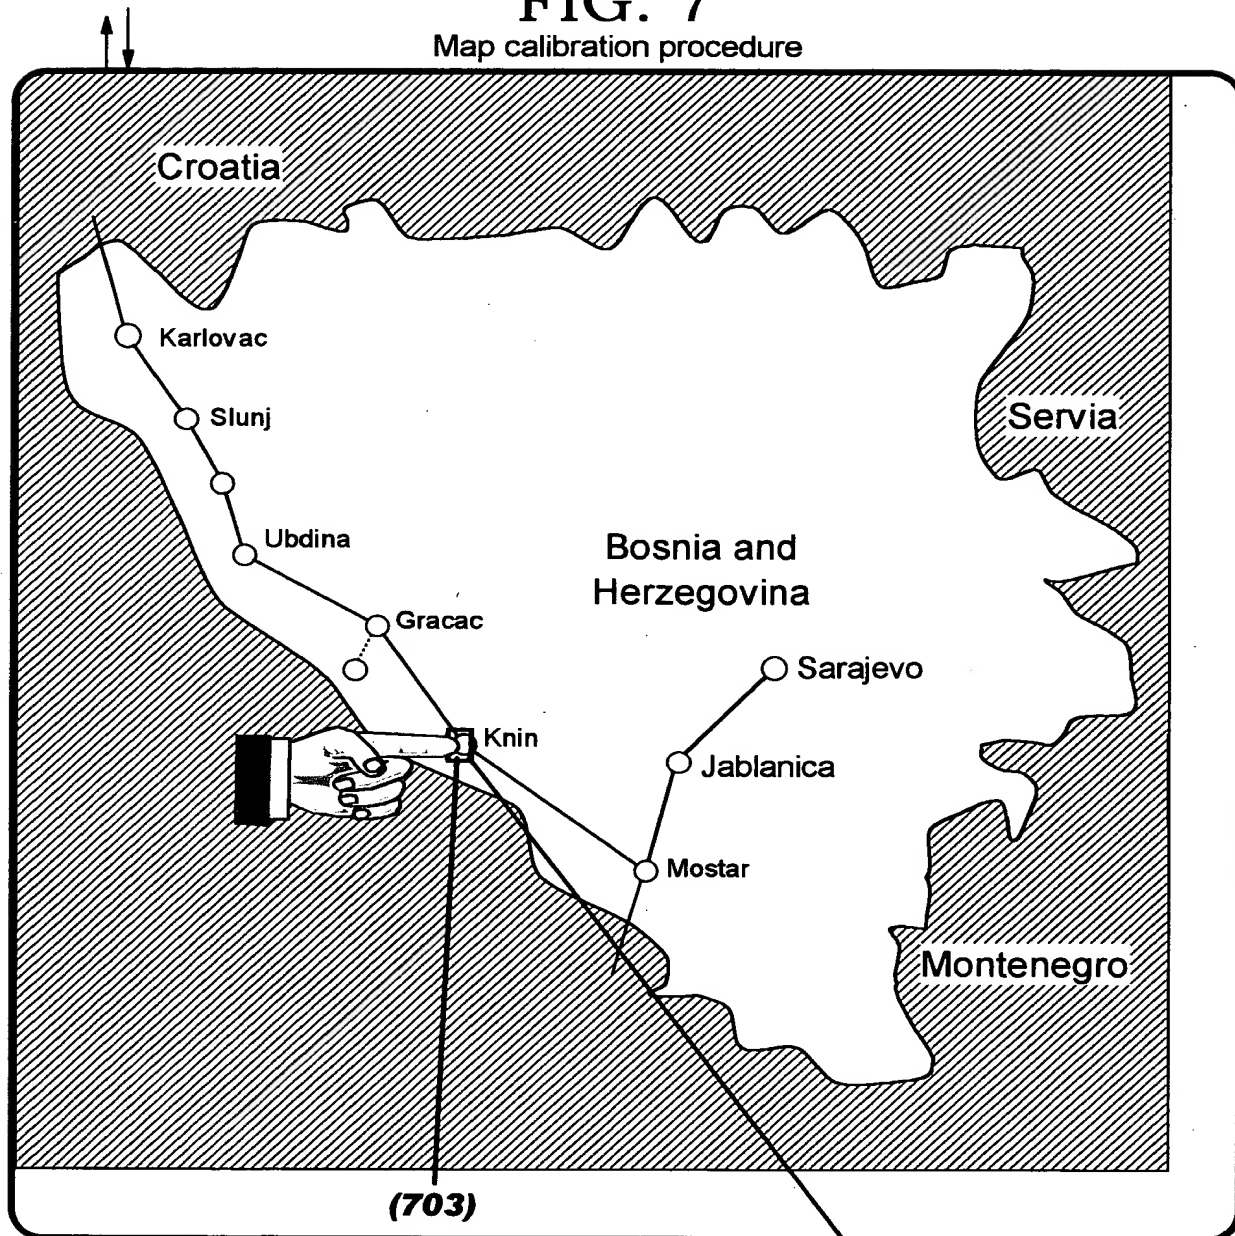 FIG. 7
Map calibration procedure
Croatia
Karlovac
Slunj
Servia
Ubdina
Bosnia and
Herzegovina
Gracac
Sarajevo
Knin
Jablanica
Mostar
Montenegro
(703)